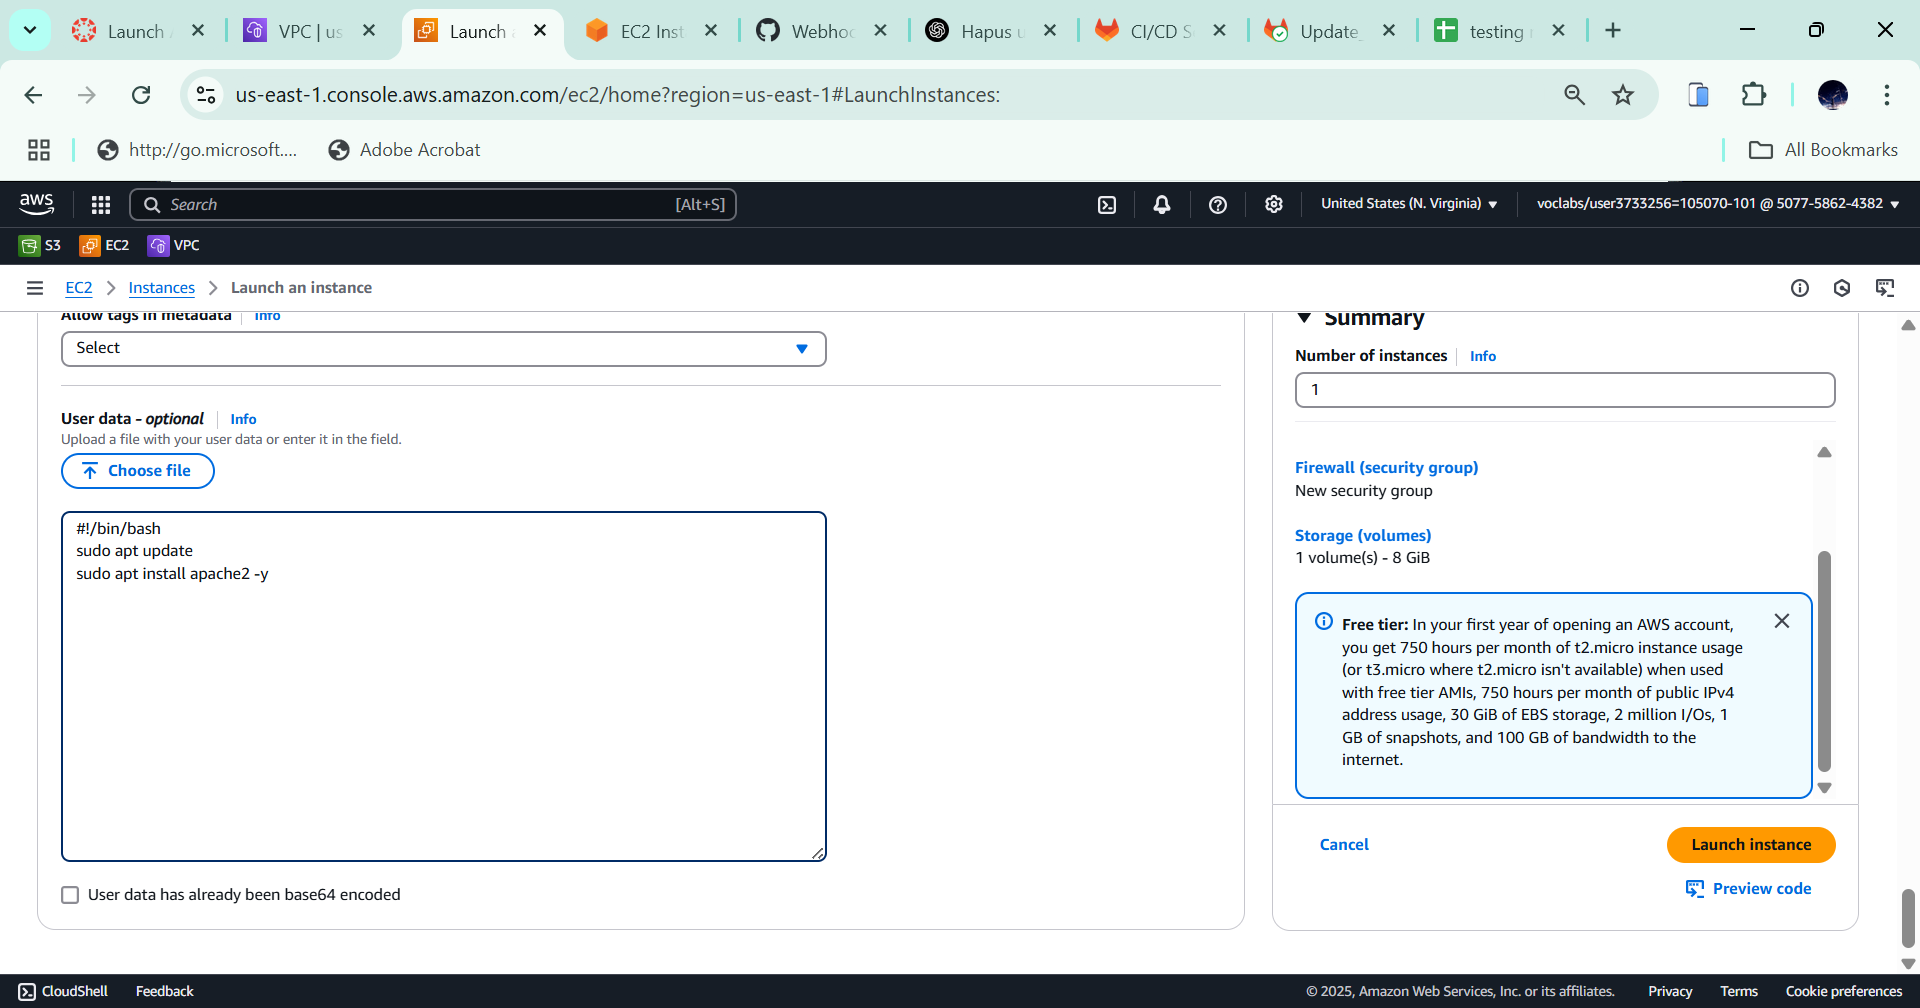 Launch
VPC | us
Launch
EC2 Inst
Webhoo
Hapus u
CI/CD S
Update_
testing
us-east-1.console.aws.amazon.com/ec2/home?region=us-east-1#LaunchInstances:
http://go.microsoft....
Adobe Acrobat
All Bookmarks
aws
Search
[Alt+S]
United States (N. Virginia)
voclabs/user3733256=105070-101 @ 5077-5862-4382
S3
EC2
VPC
EC2
Instances
Launch an instance
Allow tags in metadata
Info
Select
User data - optional
Info
Upload a file with your user data or enter it in the field.
Choose file
#!/bin/bash
sudo apt update
sudo apt install apache2 -y
User data has already been base64 encoded
Summary
Number of instances
Info
1
Firewall (security group)
New security group
Storage (volumes)
1 volume(s) - 8 GiB
Free tier: In your first year of opening an AWS account,
you get 750 hours per month of t2.micro instance usage
(or t3.micro where t2.micro isn't available) when used
with free tier AMIs, 750 hours per month of public IPv4
address usage, 30 GiB of EBS storage, 2 million I/Os, 1
GB of snapshots, and 100 GB of bandwidth to the
internet.
Cancel
Launch instance
Preview code
CloudShell
Feedback
© 2025, Amazon Web Services, Inc. or its affiliates.
Privacy
Terms
Cookie preferences